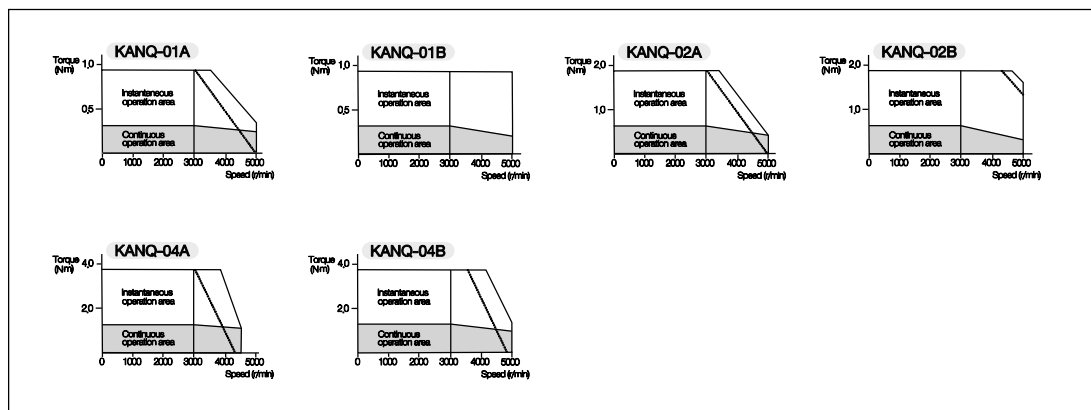 KANQ-01A
Torque
(N·m)
1,0
0,5
Instantaneous
operation area
Continuous
operation area
0 1000 2000 3000 4000 5000
Speed (r/min)
KANQ-01B
Torque
(N·m)
1,0
0,5
Instantaneous
operation area
Continuous
operation area
0 1000 2000 3000 4000 5000
Speed (r/min)
KANQ-02A
Torque
(N·m)
2,0
1,0
Instantaneous
operation area
Continuous
operation area
0 1000 2000 3000 4000 5000
Speed (r/min)
KANQ-02B
Torque
(N·m)
2,0
1,0
Instantaneous
operation area
Continuous
operation area
0 1000 2000 3000 4000 5000
Speed (r/min)
KANQ-04A
Torque
(N·m)
4,0
2,0
Instantaneous
operation area
Continuous
operation area
0 1000 2000 3000 4000 5000
Speed (r/min)
KANQ-04B
Torque
(N·m)
4,0
2,0
Instantaneous
operation area
Continuous
operation area
0 1000 2000 3000 4000 5000
Speed (r/min)